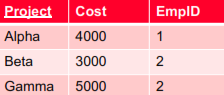 Project Cost EmpID
Alpha 4000 1
Beta 3000 2
Gamma 5000 2